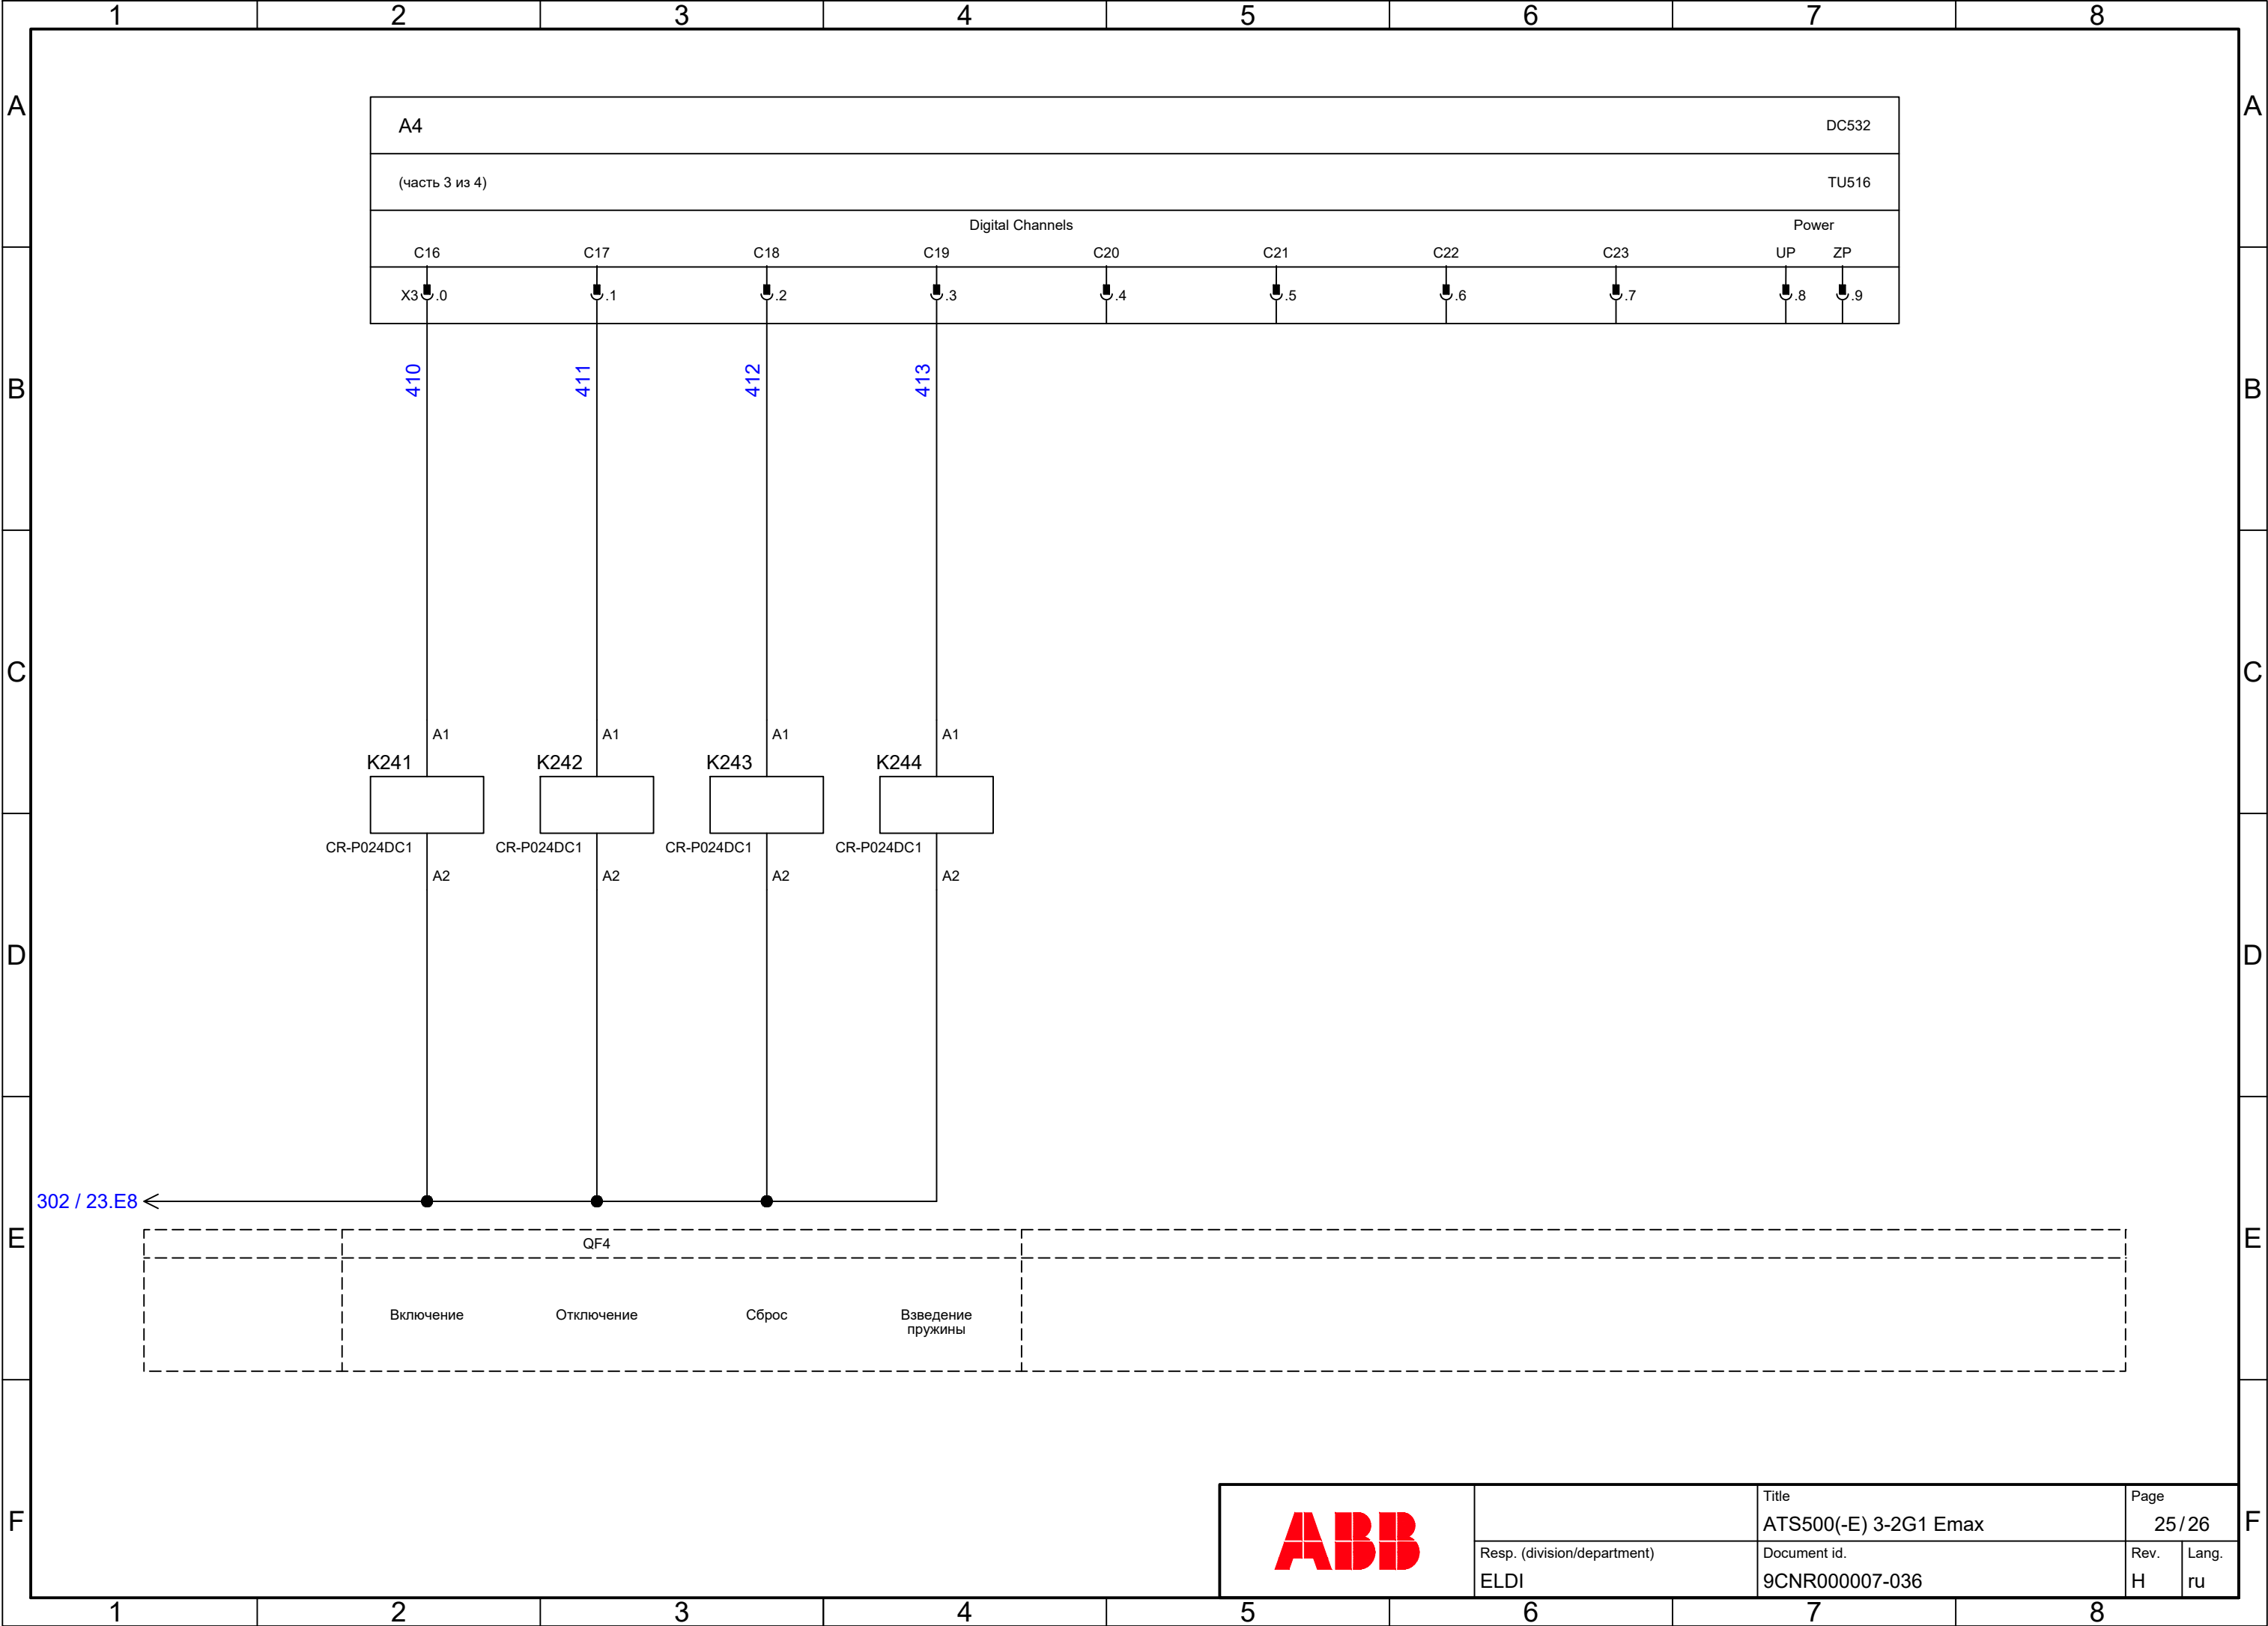 1 2 3 4 5 6 7 8
A A
A4 DC532
(часть 3 из 4) TU516
Digital Channels Power
C16 C17 C18 C19 C20 C21 C22 C23 UP ZP
X3 .0 .1 .2 .3 .4 .5 .6 .7 .8 .9
410 411 412 413
B B
C C
A1 A1 A1 A1
K241 K242 K243 K244
CR-P024DC1 CR-P024DC1 CR-P024DC1 CR-P024DC1
A2 A2 A2 A2
D D
302 / 23.E8
E E
QF4
Включение Отключение Сброс Взведение
пружины
F F
ABB
Title Page
ATS500(-E) 3-2G1 Emax 25/26
Resp. (division/department) Document id. Rev. Lang.
ELDI 9CNR000007-036 H ru
1 2 3 4 5 6 7 8